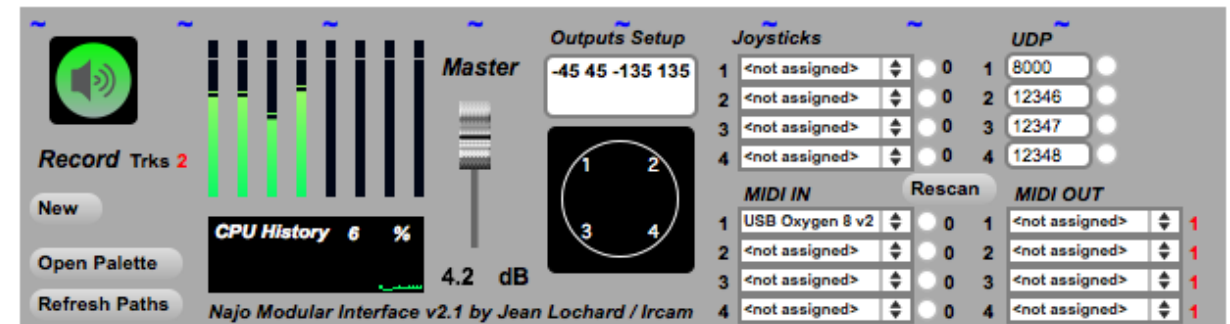 ~ ~ ~ ~ ~ ~ ~ ~
Outputs Setup Joysticks UDP
Master -45 45 -135 135 1 <not assigned> 0 1 8000
2 <not assigned> 0 2 12346
3 <not assigned> 0 3 12347
Record Trks 2 1 2 4 <not assigned> 0 4 12348
MIDI IN Rescan MIDI OUT
New 1 USB Oxygen 8 v2 0 1 <not assigned> 1
CPU History 6 % 3 4 2 <not assigned> 0 2 <not assigned> 1
Open Palette 4.2 dB 3 <not assigned> 0 3 <not assigned> 1
Refresh Paths Najo Modular Interface v2.1 by Jean Lochard / Ircam 4 <not assigned> 0 4 <not assigned> 1